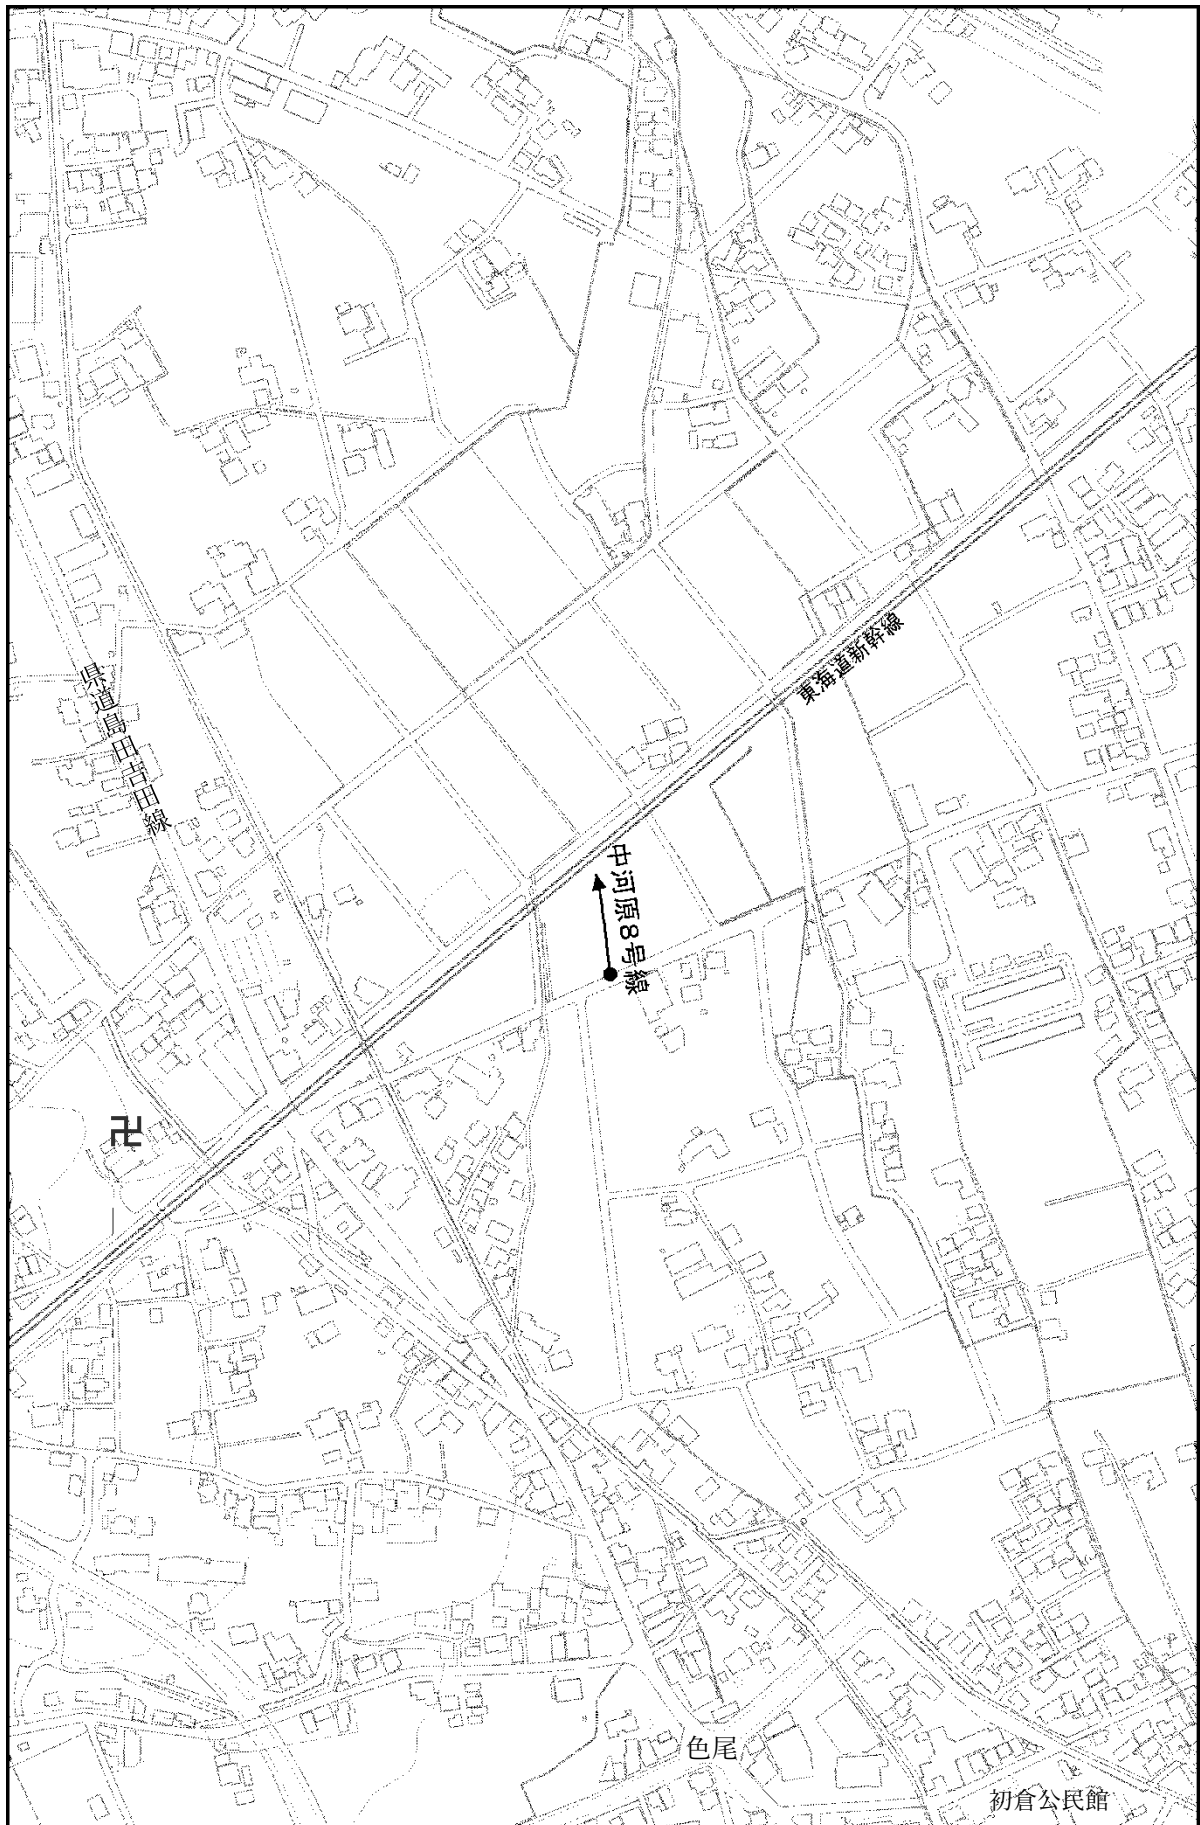 東海道新幹線
県道島田吉田線
中河原8号線
卍
色尾
初倉公民館